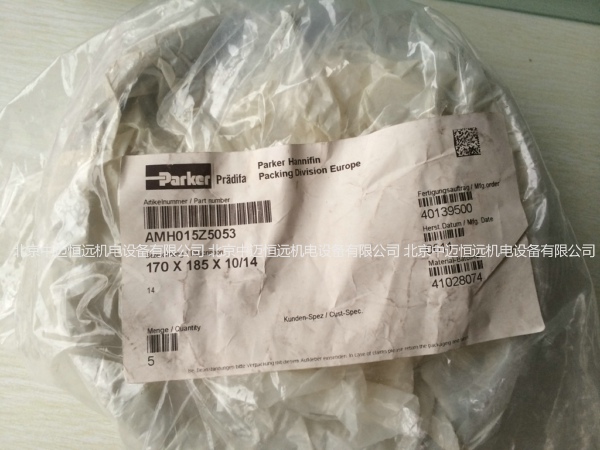 Parker
Prädifa
Parker Hannifin
Packing Division Europe
Artikelnummer / Part number
AMH015Z5053
170 X 185 X 10/14
14
Menge / Quantity
5
Kunden-Spez / Cust-Spec.
Fertigungsauftrag / Mfg order
40139500
Herst. Datum / Mfg. Date
41028074
北京中迈恒远机电设备有限公司 北京中迈恒远机电设备有限公司 北京中迈恒远机电设备有限公司